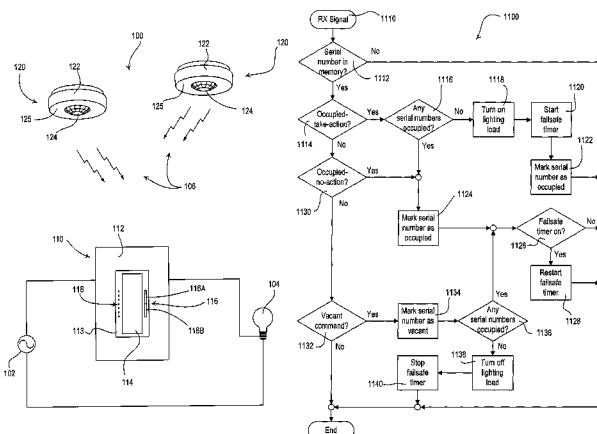 100
122
120
120
122
125
124
125
124
106
110
112
118
116A
116
113
116B
114
104
102
RX Signal
1110
1100
Serial
number in
memory?
No
1112
Yes
Occupied-
take-action?
1114
Yes
Any
serial numbers
occupied?
1116
No
Turn on
lighting
load
1118
Start
failsafe
timer
1120
No
Yes
Mark serial
number as
occupied
1122
Occupied-
no-action?
1130
Yes
No
Mark serial
number as
occupied
1124
Failsafe
timer on?
1126
No
Yes
Restart
failsafe
timer
1128
Yes
Vacant
command?
1132
Yes
Mark serial
number as
vacant
1134
Any
serial numbers
occupied?
1136
No
No
Stop
failsafe
timer
1140
Turn off
lighting
load
1138
End